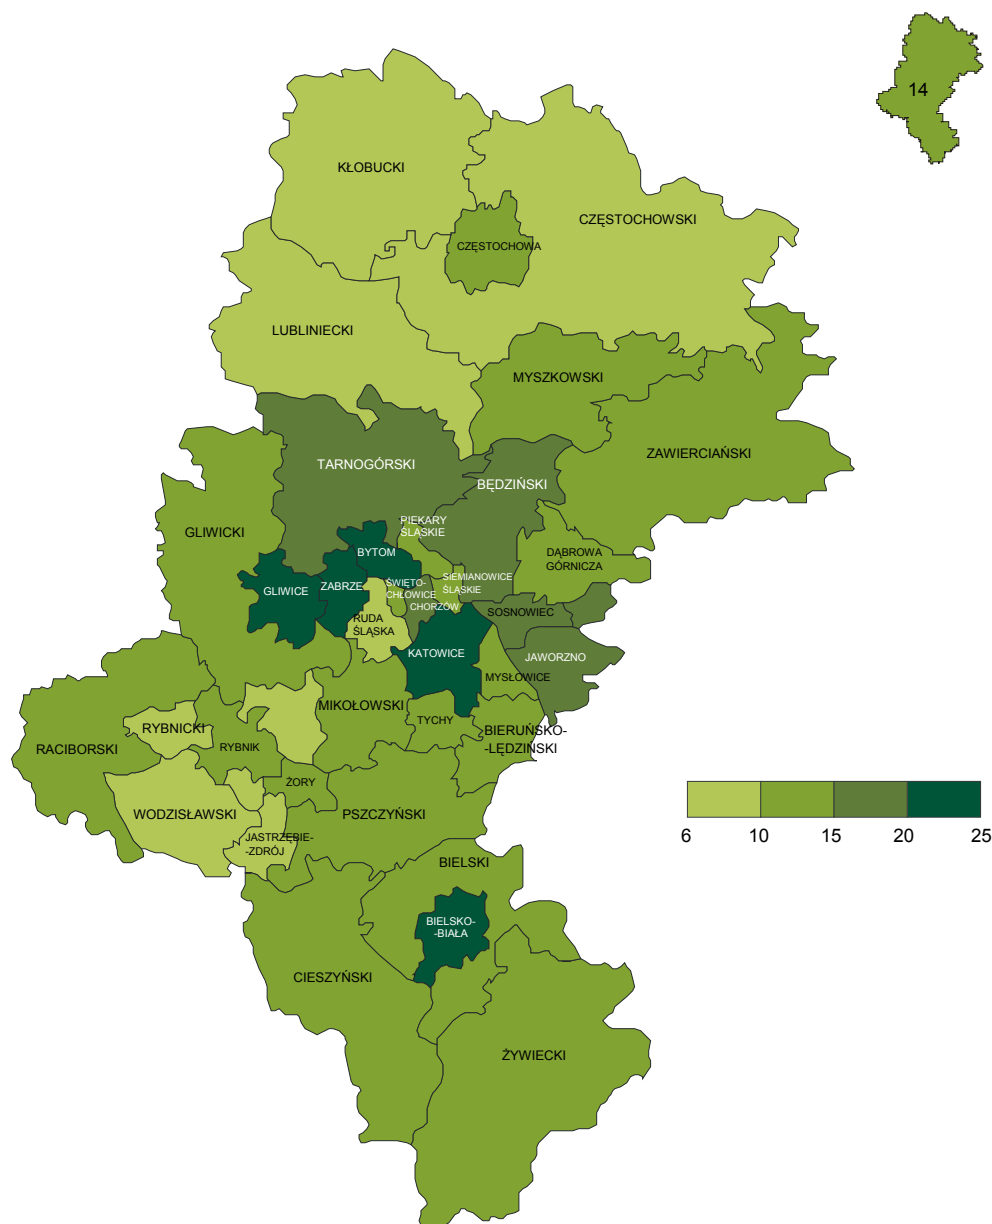 14
KŁOBUCKI
CZĘSTOCHOWSKI
CZĘSTOCHOWA
LUBLINIECKI
MYSZKOWSKI
ZAWIERCIAŃSKI
TARNOGÓRSKI
BĘDZIŃSKI
GLIWICKI
PIEKARY
ŚLĄSKIE
BYTOM
DĄBROWA
GÓRNICZA
GLIWICE
ZABRZE
ŚWIĘTO-
CHŁOWICE
SIEMIANOWICE
ŚLĄSKIE
CHORZÓW
SOSNOWIEC
RUDA
ŚLĄSKA
KATOWICE
JAWORZNO
MYSŁOWICE
MIKOŁOWSKI
TYCHY
BIERUŃSKO-
-LĘDZIŃSKI
RYBNICKI
RYBNIK
RACIBORSKI
ŻORY
WODZISŁAWSKI
PSZCZYŃSKI
JASTRZĘBIE-
-ZDRÓJ
6 10 15 20 25
BIELSKI
BIELSKO-
-BIAŁA
CIESZYŃSKI
ŻYWIECKI